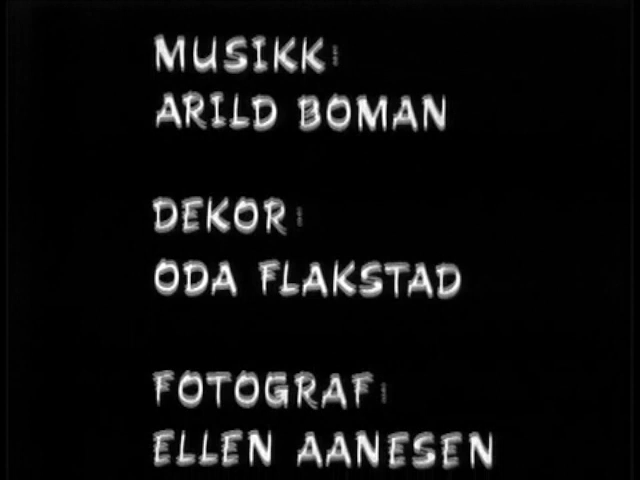 MUSIKK:
ARILD BOMAN
DEKOR:
ODA FLAKSTAD
FOTOGRAF:
ELLEN AANESEN